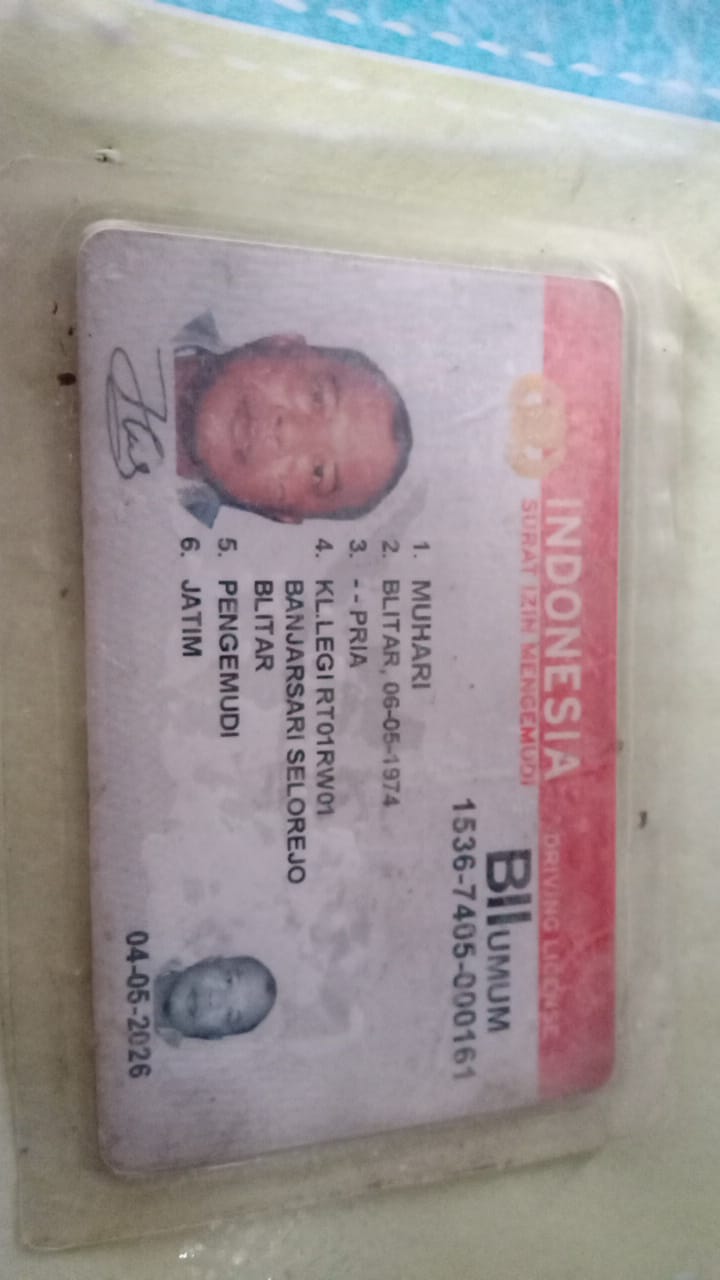 INDONESIA
SURAT IZIN MENGEMUDI
DRIVING LICENSE
BII UMUM
1536-7405-000161
1. MUHARI
2. BLITAR, 06-05-1974
3. - - PRIA
4. KL.LEGI RT01RW01
BANJARSARI SELOREJO
BLITAR
5. PENGEMUDI
6. JATIM
04-05-2026